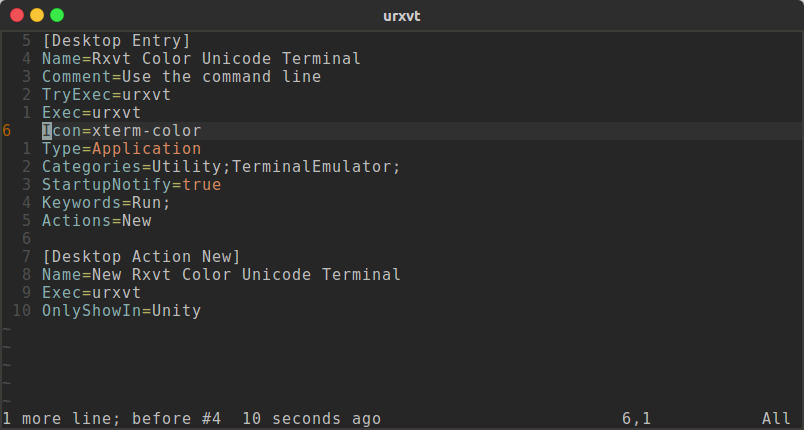 urxvt
5 [Desktop Entry]
4 Name=Rxvt Color Unicode Terminal
3 Comment=Use the command line
2 TryExec=urxvt
1 Exec=urxvt
6 Icon=xterm-color
1 Type=Application
2 Categories=Utility;TerminalEmulator;
3 StartupNotify=true
4 Keywords=Run;
5 Actions=New
6
7 [Desktop Action New]
8 Name=New Rxvt Color Unicode Terminal
9 Exec=urxvt
10 OnlyShowIn=Unity
~
~
~
~
~
1 more line; before #4  10 seconds ago 6,1 All